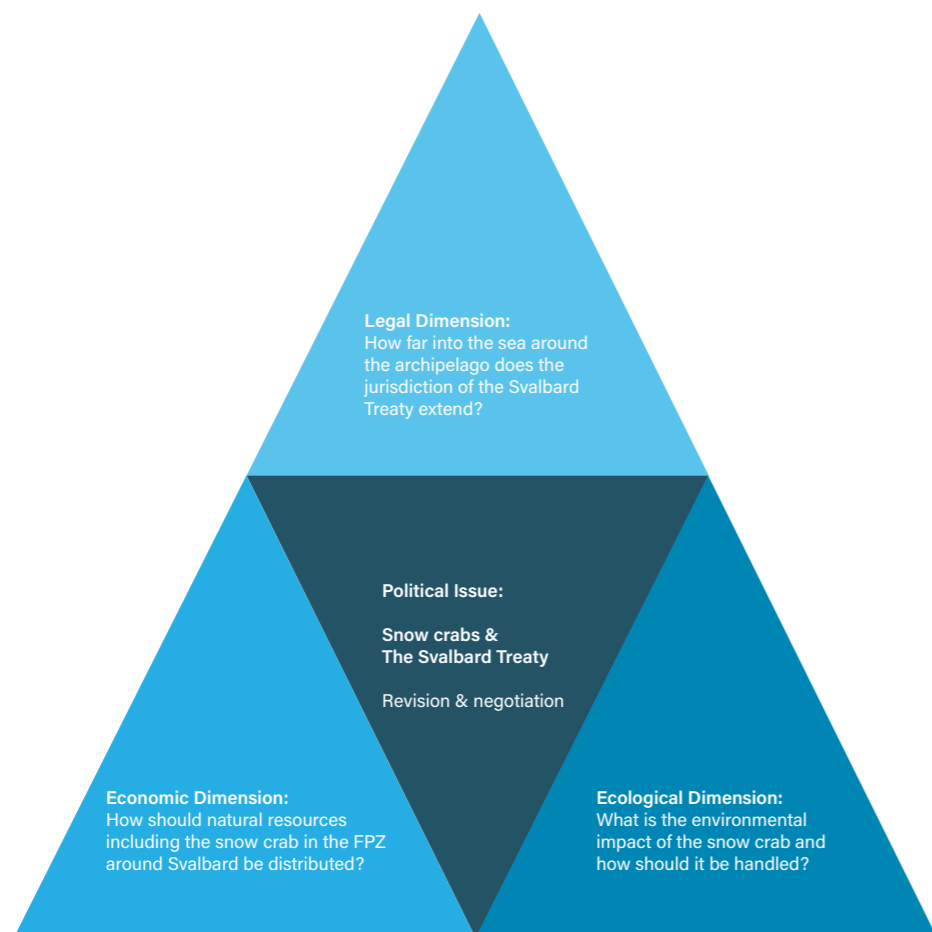 Legal Dimension:
How far into the sea around
the archipelago does the
jurisdiction of the Svalbard
Treaty extend?
Political Issue:
Snow crabs &
The Svalbard Treaty
Revision & negotiation
Economic Dimension:
How should natural resources
including the snow crab in the FPZ
around Svalbard be distributed?
Ecological Dimension:
What is the environmental
impact of the snow crab and
how should it be handled?